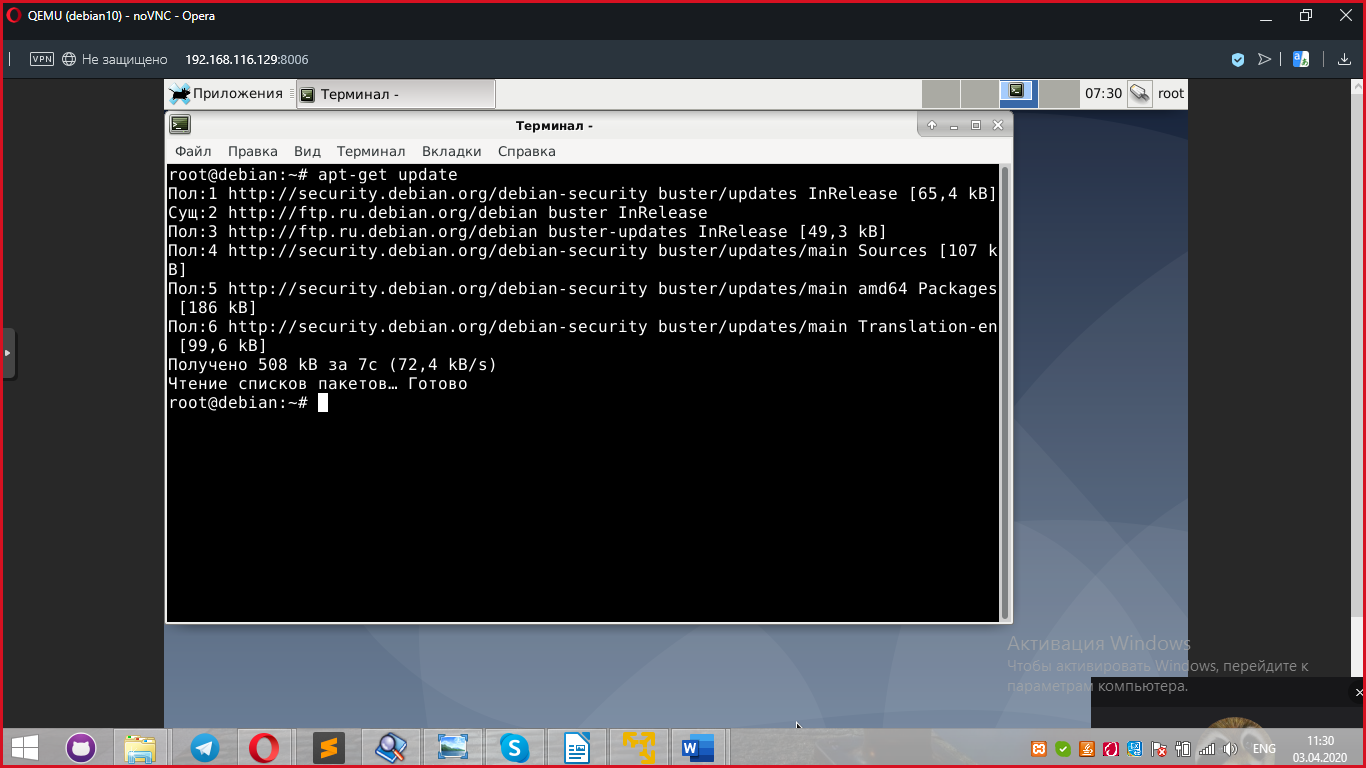 QEMU (debian10) - noVNC - Opera
VPN Не защищено 192.168.116.129:8006
Приложения Терминал - 07:30 root
Терминал -
Файл Правка Вид Терминал Вкладки Справка
root@debian:~# apt-get update
Пол:1 http://security.debian.org/debian-security buster/updates InRelease [65,4 kB]
Сущ:2 http://ftp.ru.debian.org/debian buster InRelease
Пол:3 http://ftp.ru.debian.org/debian buster-updates InRelease [49,3 kB]
Пол:4 http://security.debian.org/debian-security buster/updates/main Sources [107 k
B]
Пол:5 http://security.debian.org/debian-security buster/updates/main amd64 Packages
[186 kB]
Пол:6 http://security.debian.org/debian-security buster/updates/main Translation-en
[99,6 kB]
Получено 508 kB за 7с (72,4 kB/s)
Чтение списков пакетов… Готово
root@debian:~#
Активация Windows
Чтобы активировать Windows, перейдите к
параметрам компьютера.
ENG 11:30
03.04.2020